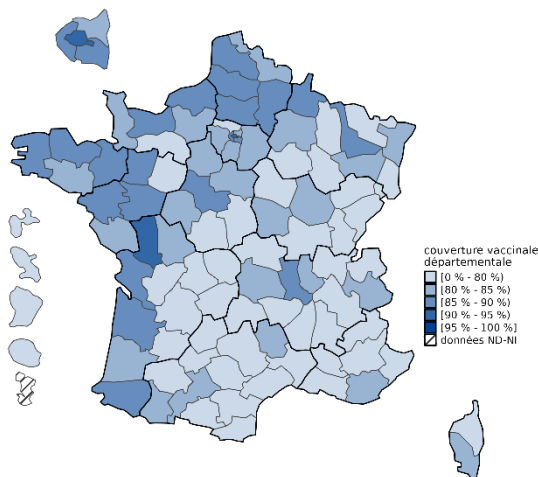 couverture vaccinale
départementale
[0 % - 80 %)
[80 % - 85 %)
[85 % - 90 %)
[90 % - 95 %)
[95 % - 100 %]
données ND-NI